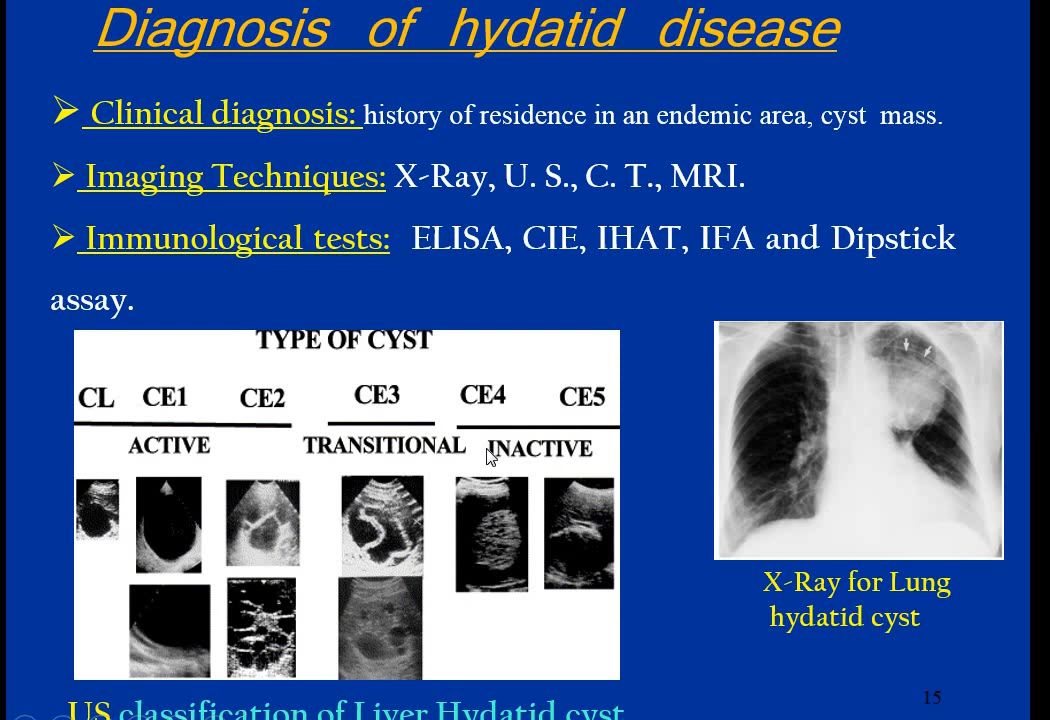 Diagnosis of hydatid disease
➢ Clinical diagnosis: history of residence in an endemic area, cyst mass.
➢ Imaging Techniques: X-Ray, U. S., C. T., MRI.
➢ Immunological tests: ELISA, CIE, IHAT, IFA and Dipstick
assay.
TYPE OF CYST
CL CE1 CE2 CE3 CE4 CE5
ACTIVE TRANSITIONAL INACTIVE
X-Ray for Lung
hydatid cyst
US classification of Liver Hydatid cyst
15